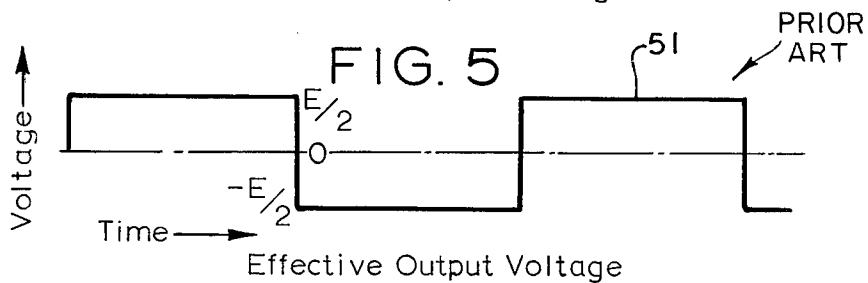 PRIOR
ART
FIG. 5
51
Voltage
E/2
0
-E/2
Time
Effective Output Voltage